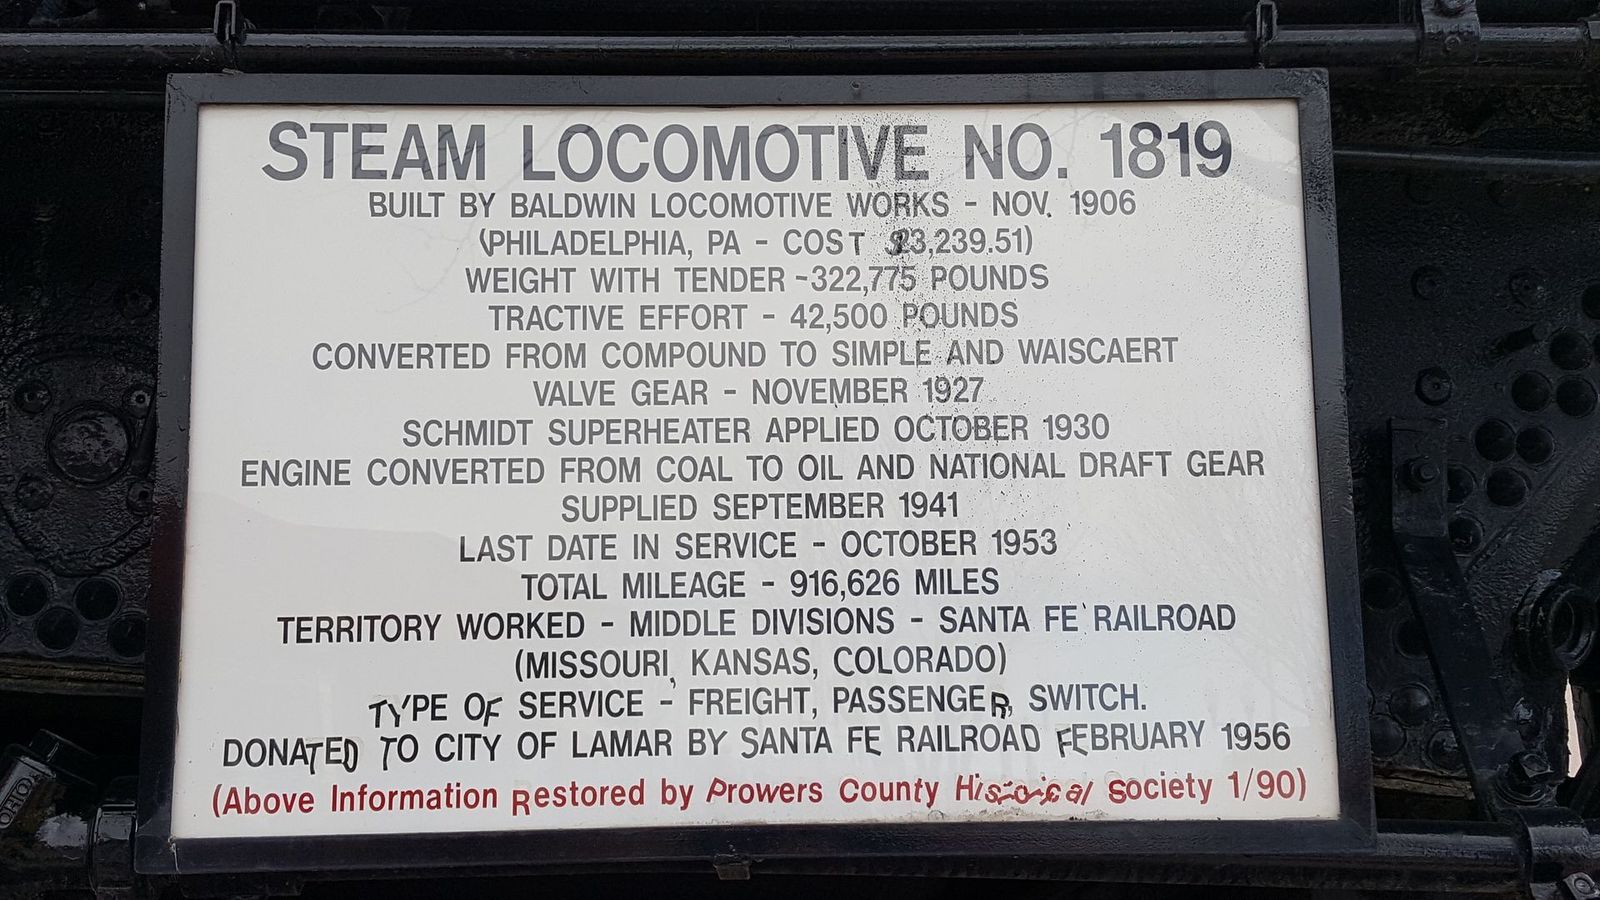 STEAM LOCOMOTIVE NO. 1819
BUILT BY BALDWIN LOCOMOTIVE WORKS - NOV. 1906
(PHILADELPHIA, PA - COST $23,239.51)
WEIGHT WITH TENDER -322,775 POUNDS
TRACTIVE EFFORT - 42,500 POUNDS
CONVERTED FROM COMPOUND TO SIMPLE AND WAISCAERT
VALVE GEAR - NOVEMBER 1927
SCHMIDT SUPERHEATER APPLIED OCTOBER 1930
ENGINE CONVERTED FROM COAL TO OIL AND NATIONAL DRAFT GEAR
SUPPLIED SEPTEMBER 1941
LAST DATE IN SERVICE - OCTOBER 1953
TOTAL MILEAGE - 916,626 MILES
TERRITORY WORKED - MIDDLE DIVISIONS - SANTA FE RAILROAD
(MISSOURI, KANSAS, COLORADO)
TYPE OF SERVICE - FREIGHT, PASSENGER, SWITCH.
DONATED TO CITY OF LAMAR BY SANTA FE RAILROAD FEBRUARY 1956
(Above Information Restored by Prowers County Historical Society 1/90)